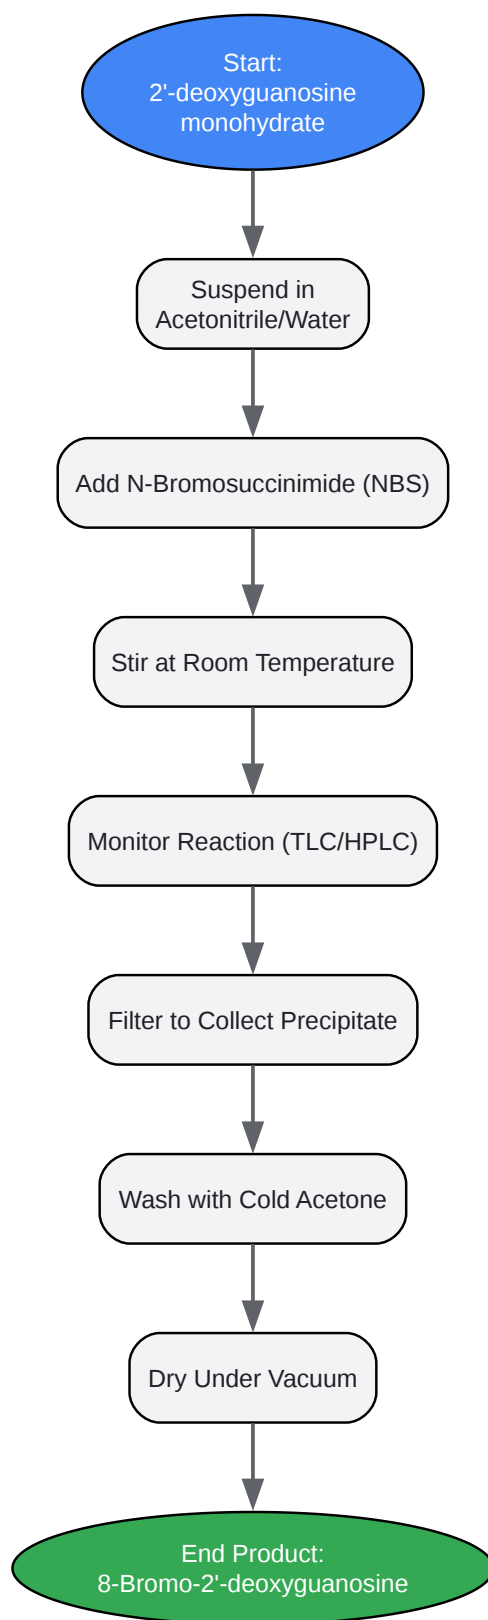 Start:
2'-deoxyguanosine
monohydrate
Suspend in
Acetonitrile/Water
Add N-Bromosuccinimide (NBS)
Stir at Room Temperature
Monitor Reaction (TLC/HPLC)
Filter to Collect Precipitate
Wash with Cold Acetone
Dry Under Vacuum
End Product:
8-Bromo-2'-deoxyguanosine